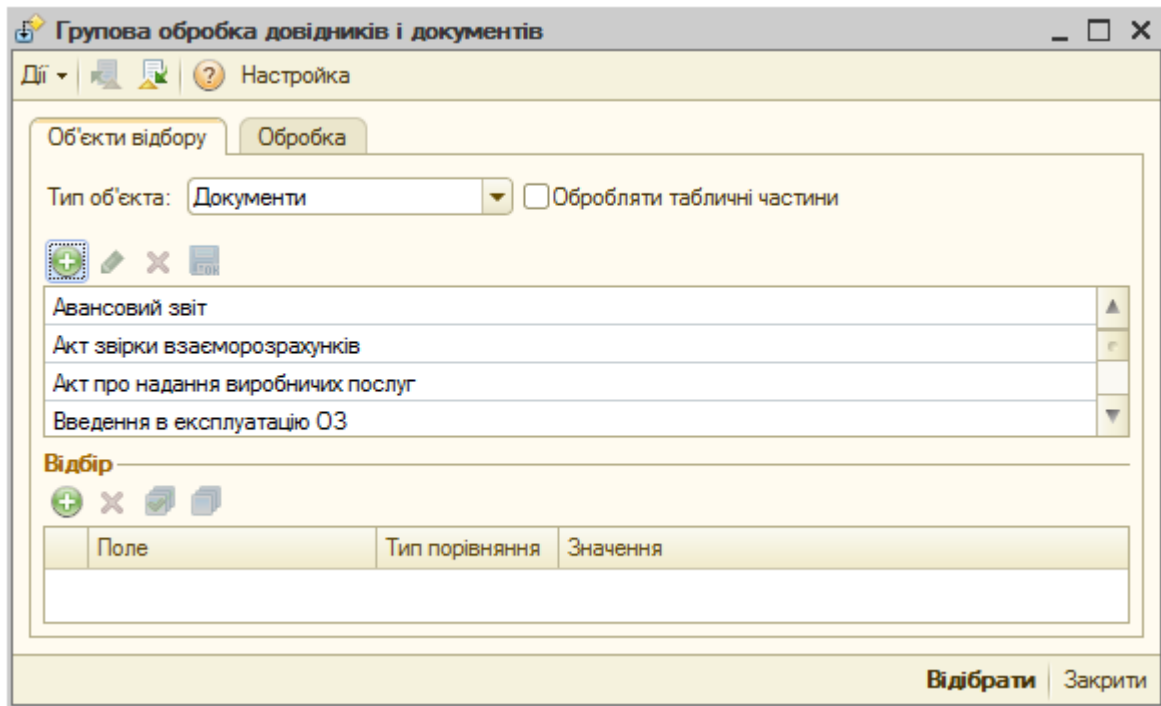 Групова обробка довідників і документів
Дії Настройка
Об'єкти відбору Обробка
Тип об'єкта: Документи Обробляти табличні частини
Авансовий звіт
Акт звірки взаєморозрахунків
Акт про надання виробничих послуг
Введення в експлуатацію ОЗ
Відбір
Поле Тип порівняння Значення
Відібрати Закрити